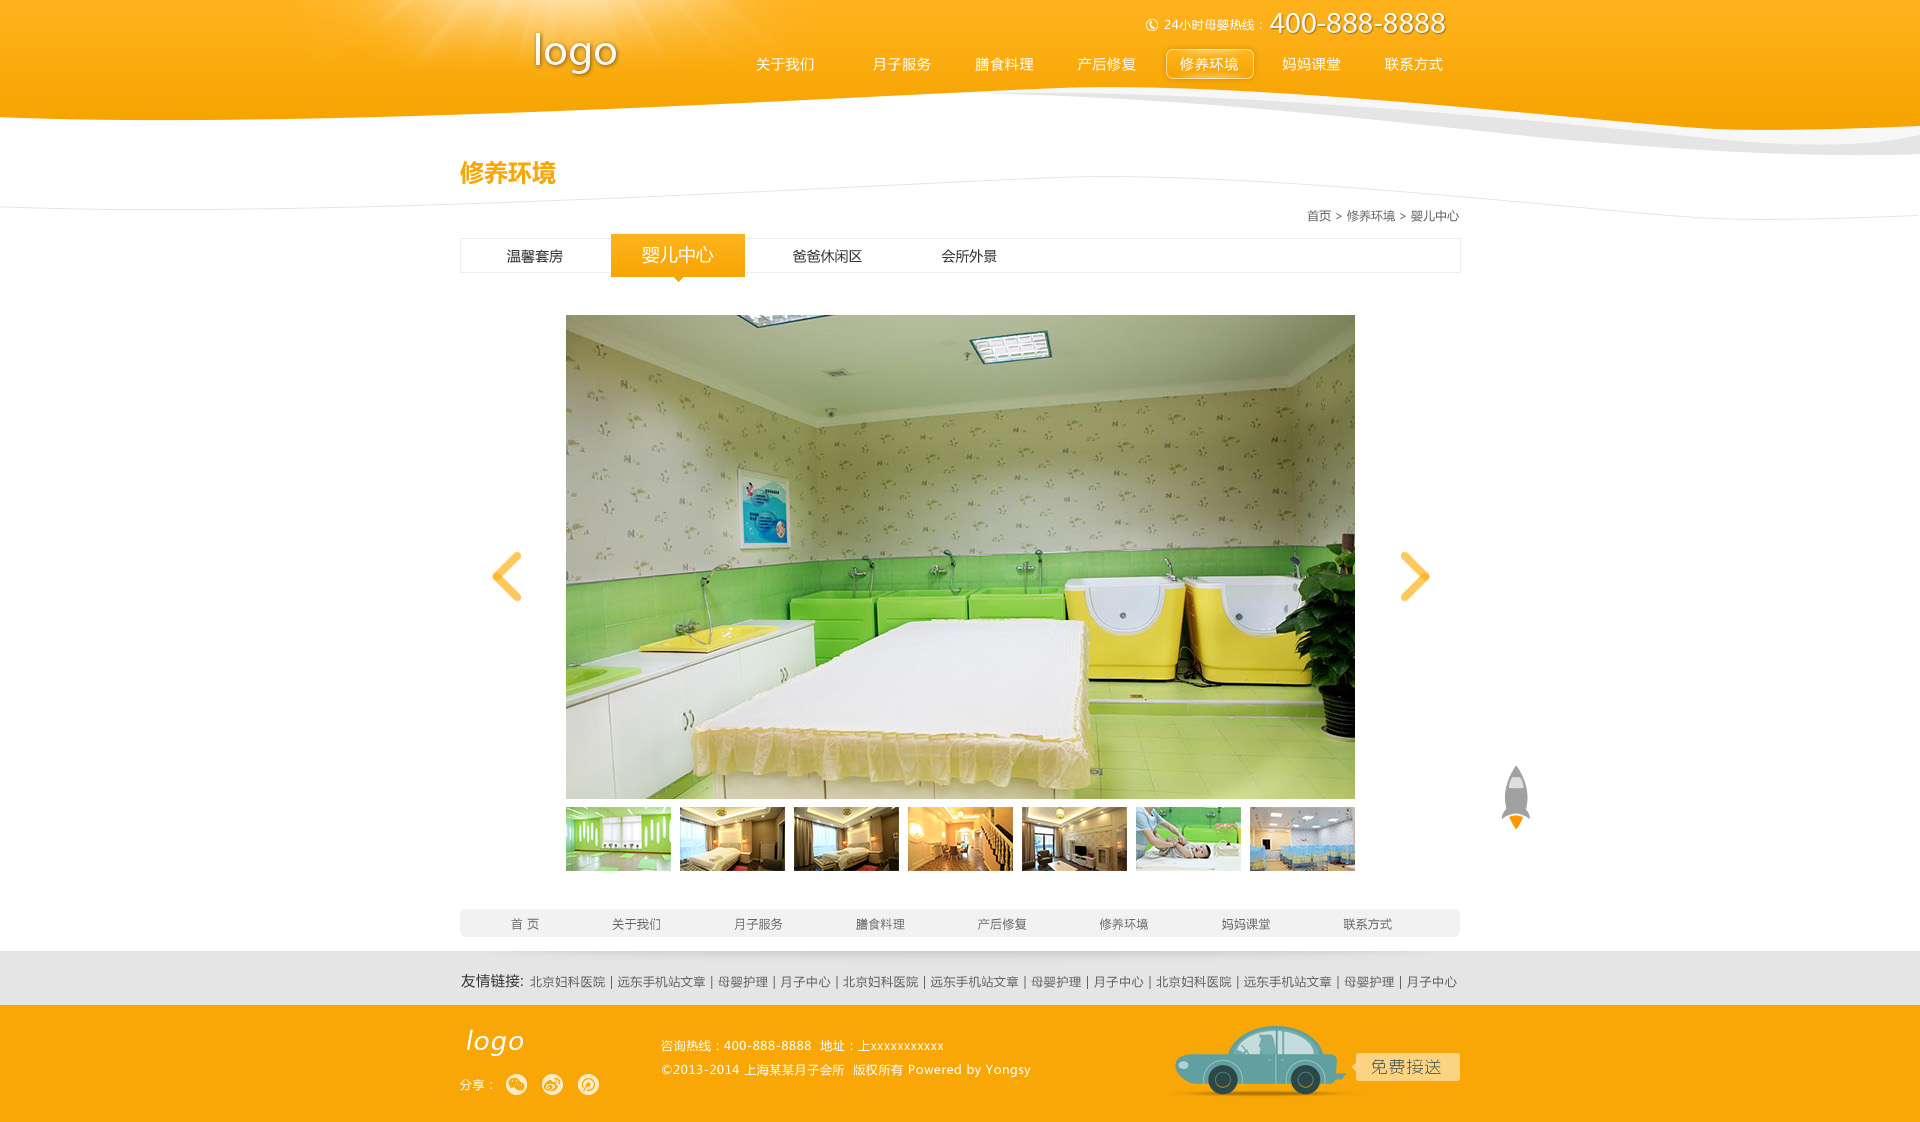 logo
24小时母婴热线：400-888-8888
关于我们 月子服务 膳食料理 产后修复 修养环境 妈妈课堂 联系方式
修养环境
首页 > 修养环境 > 婴儿中心
温馨套房 婴儿中心 爸爸休闲区 会所外景
首 页 关于我们 月子服务 膳食料理 产后修复 修养环境 妈妈课堂 联系方式
友情链接: 北京妇科医院 | 远东手机站文章 | 母婴护理 | 月子中心 | 北京妇科医院 | 远东手机站文章 | 母婴护理 | 月子中心 | 北京妇科医院 | 远东手机站文章 | 母婴护理 | 月子中心
logo
咨询热线：400-888-8888 地址：上xxxxxxxxxxx
©2013-2014 上海某某月子会所 版权所有 Powered by Yongsy
分享：
免费接送